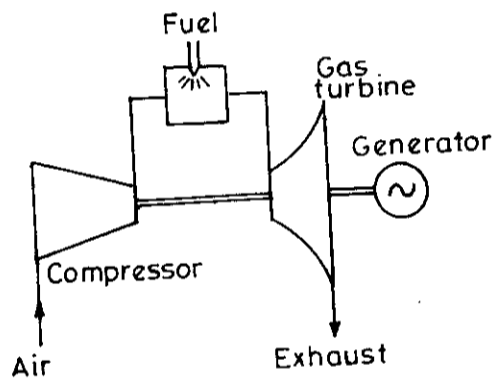 Fuel
Gas
turbine
Generator
~
Compressor
Air
Exhaust